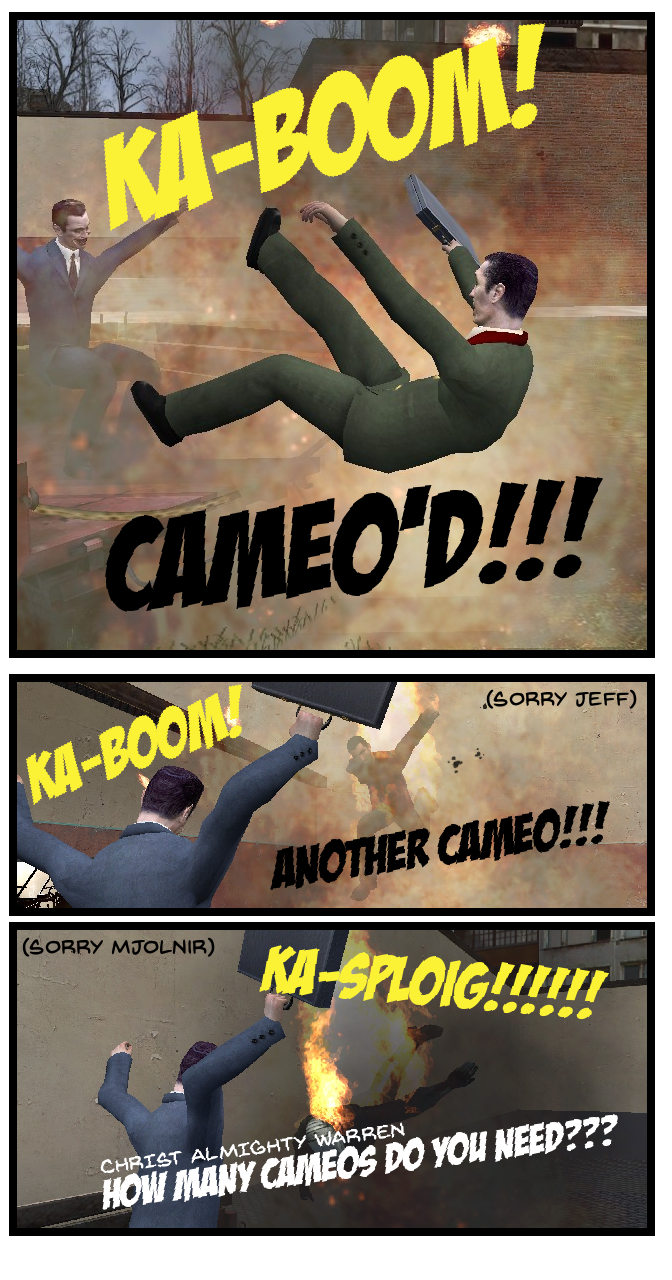 KA-BOOM!
CAMEO'D!!!
(SORRY JEFF)
KA-BOOM!
ANOTHER CAMEO!!!
(SORRY MJOLNIR)
KA-SPLOIG!!!!!!
CHRIST ALMIGHTY WARREN
HOW MANY CAMEOS DO YOU NEED???